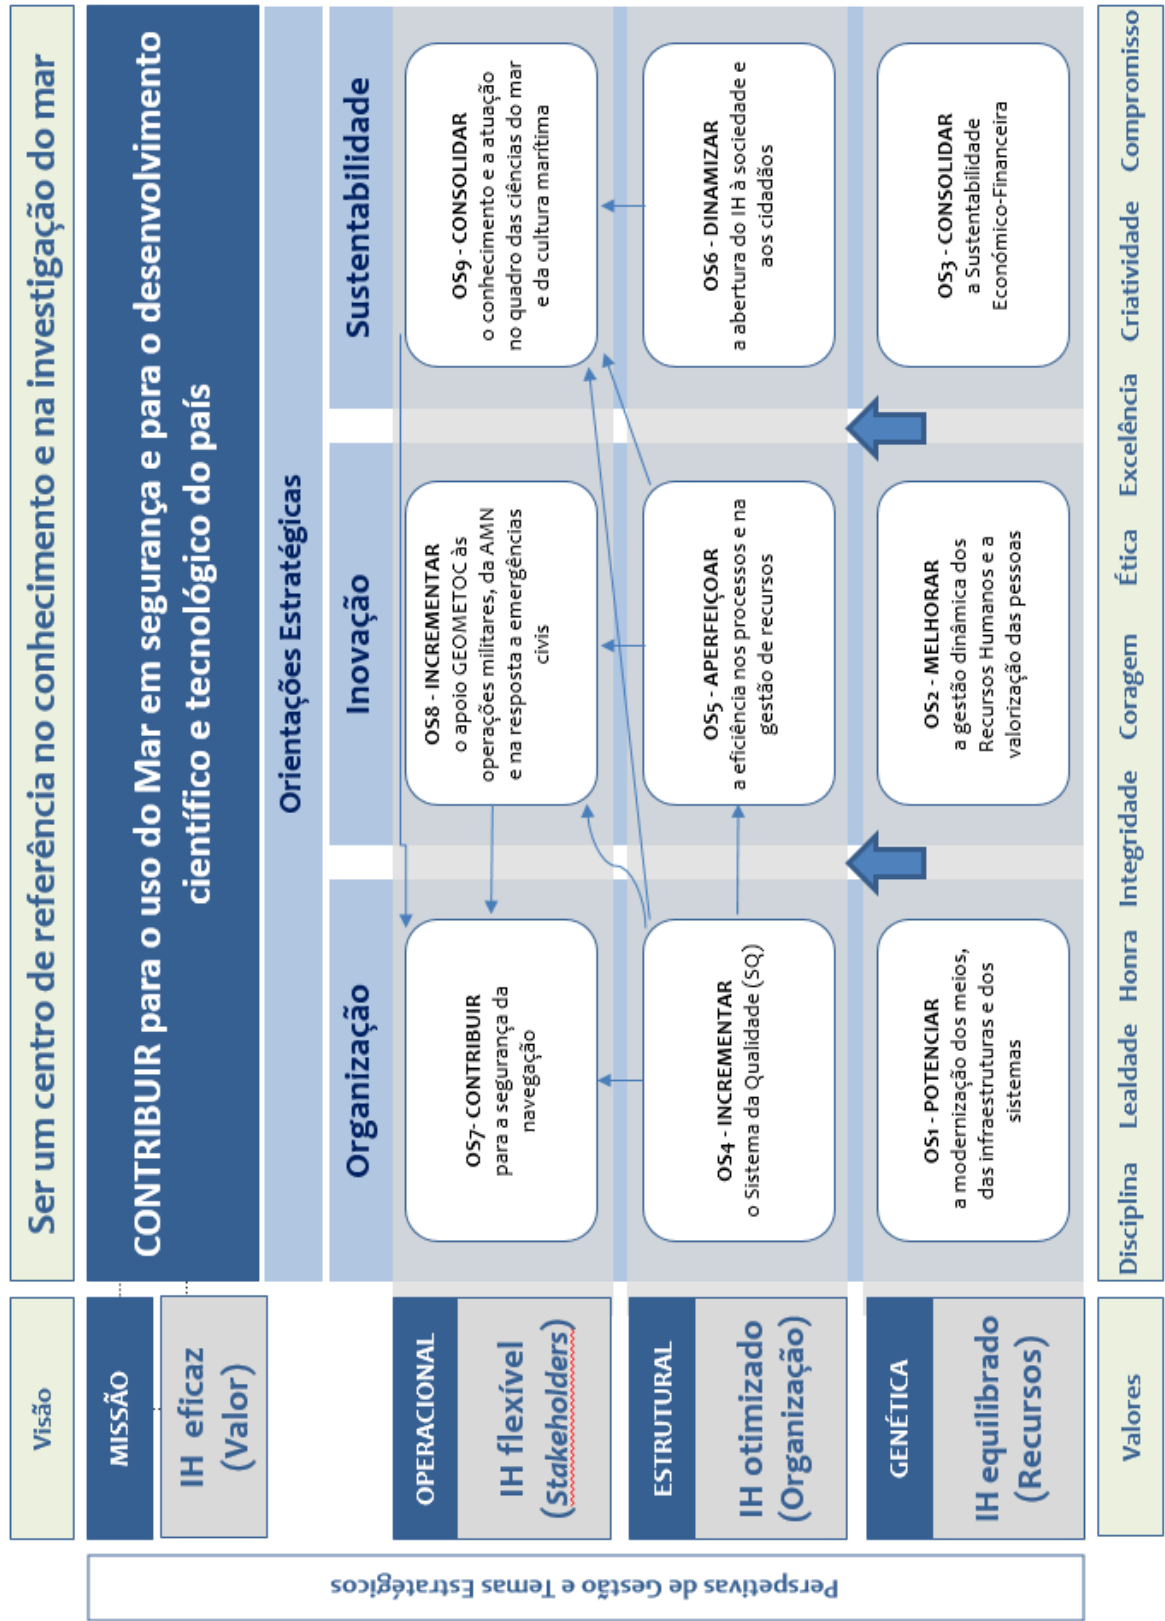 Visão
Ser um centro de referência no conhecimento e na investigação do mar
MISSÃO
IH eficaz
(Valor)
CONTRIBUIR para o uso do Mar em segurança e para o desenvolvimento
científico e tecnológico do país
Orientações Estratégicas
Organização
Inovação
Sustentabilidade
Perspetivas de Gestão e Temas Estratégicos
OPERACIONAL
IH flexível
(Stakeholders)
OS7- CONTRIBUIR
para a segurança da
navegação
OS8 - INCREMENTAR
o apoio GEOMETOC às
operações militares, da AMN
e na resposta a emergências
civis
OS9 - CONSOLIDAR
o conhecimento e a atuação
no quadro das ciências do mar
e da cultura marítima
ESTRUTURAL
IH otimizado
(Organização)
OS4 - INCREMENTAR
o Sistema da Qualidade (SQ)
OS5 - APERFEIÇOAR
a eficiência nos processos e na
gestão de recursos
OS6 - DINAMIZAR
a abertura do IH à sociedade e
aos cidadãos
GENÉTICA
IH equilibrado
(Recursos)
OS1 - POTENCIAR
a modernização dos meios,
das infraestruturas e dos
sistemas
OS2 - MELHORAR
a gestão dinâmica dos
Recursos Humanos e a
valorização das pessoas
OS3 - CONSOLIDAR
a Sustentabilidade
Económico-Financeira
Valores
Disciplina Lealdade Honra Integridade Coragem Ética Excelência Criatividade Compromisso